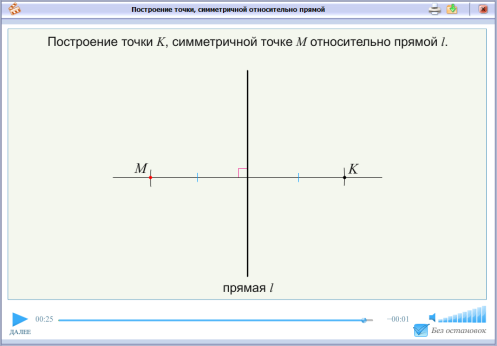 Построение точки, симметричной относительно прямой
Построение точки K, симметричной точке M относительно прямой l.
M
K
прямая l
00:25
−00:01
ДАЛЕЕ
Без остановок